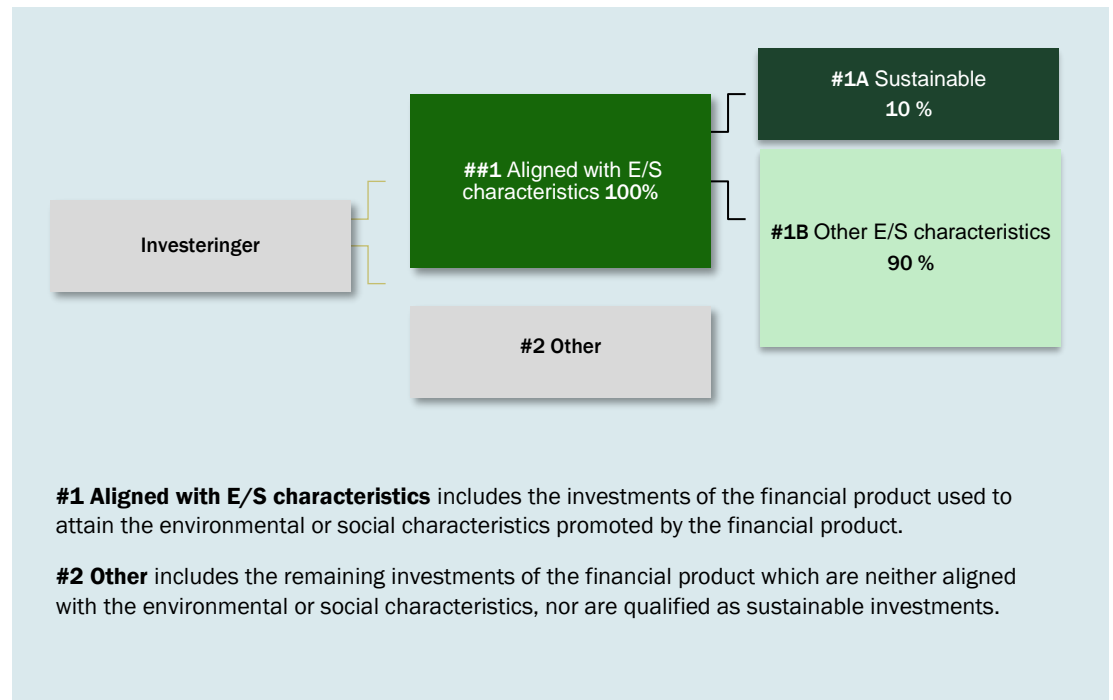 #1A Sustainable
10 %
##1 Aligned with E/S
characteristics 100%
Investeringer
#1B Other E/S characteristics
90 %
#2 Other
#1 Aligned with E/S characteristics includes the investments of the financial product used to
attain the environmental or social characteristics promoted by the financial product.
#2 Other includes the remaining investments of the financial product which are neither aligned
with the environmental or social characteristics, nor are qualified as sustainable investments.